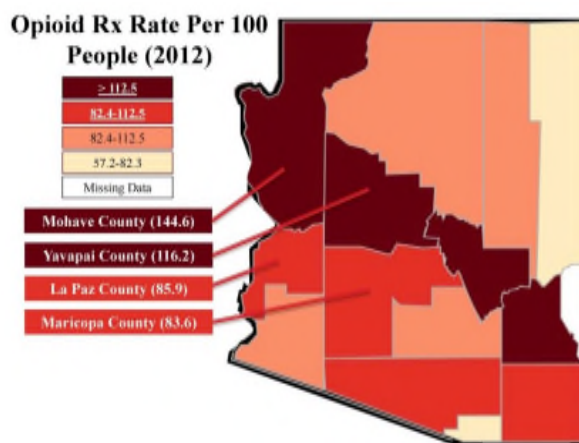 Opioid Rx Rate Per 100
People (2012)
> 112.5
82.4-112.5
82.4-112.5
57.2-82.3
Missing Data
Mohave County (144.6)
Yavapai County (116.2)
La Paz County (85.9)
Maricopa County (83.6)